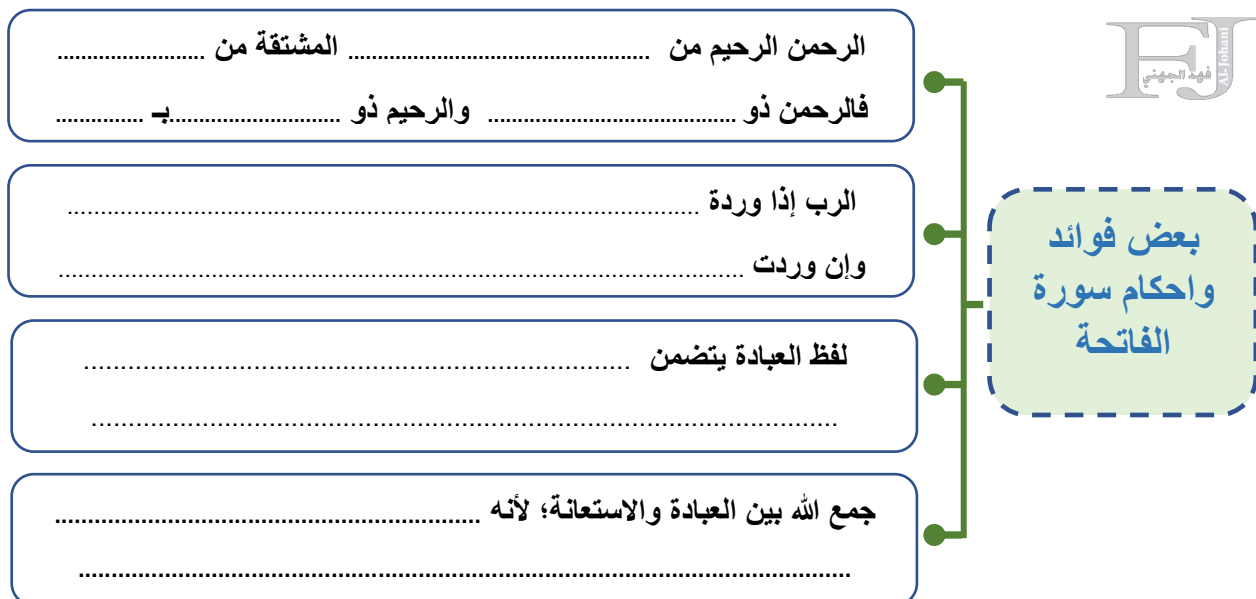 فهد الجهني
Al-Johani
بعض فوائد
واحكام سورة
الفاتحة
الرحمن الرحيم من .................................................... المشتقة من .........................
فالرحمن ذو ........................................... والرحيم ذو ..............................بـ ...............
الرب إذا وردة ................................................................................
وإن وردت .......................................................................................
لفظ العبادة يتضمن ......................................................................
................................................................................................
جمع الله بين العبادة والاستعانة؛ لأنه ..............................................................
................................................................................................................